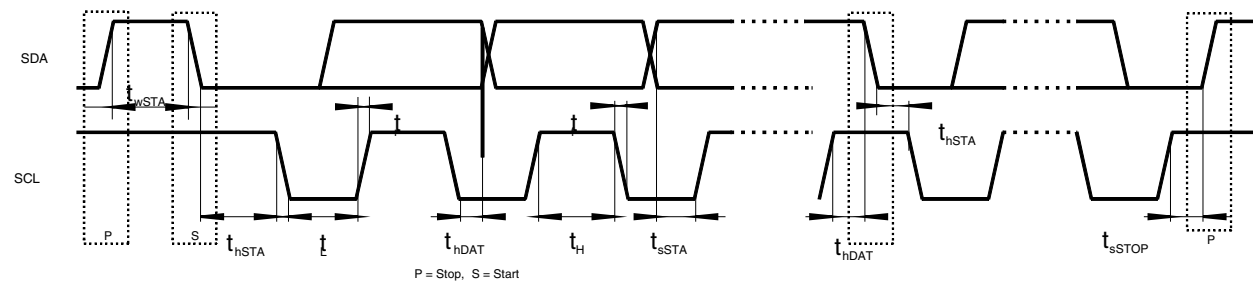 SDA
t wSTA
t
t
t hSTA
SCL
P
S
t hSTA
t L
t hDAT
t H
t sSTA
t hDAT
t sSTOP
P
P = Stop, S = Start